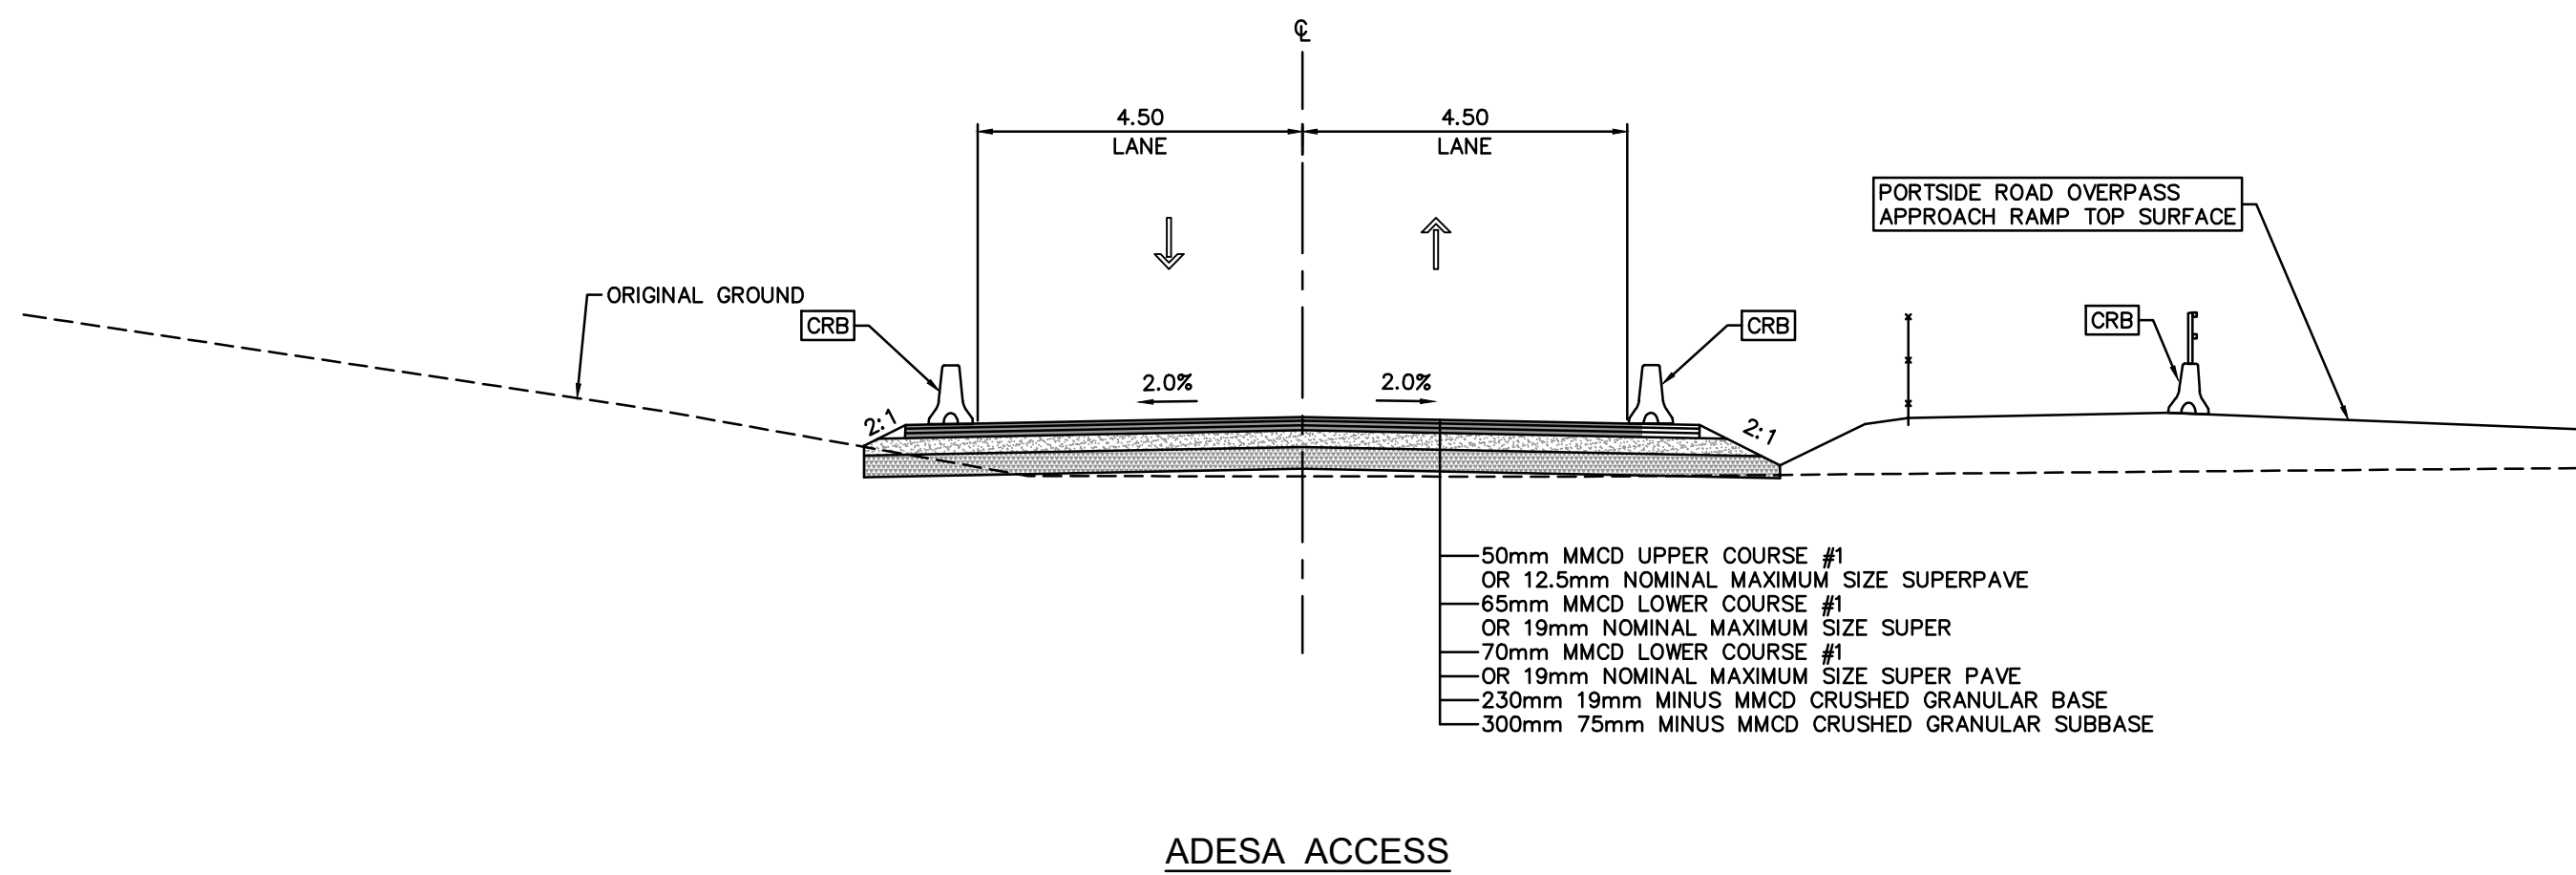 ℄
4.50
LANE
4.50
LANE
PORTSIDE ROAD OVERPASS
APPROACH RAMP TOP SURFACE
ORIGINAL GROUND
CRB
CRB
CRB
2.0%
2.0%
2:1
2:1
50mm MMCD UPPER COURSE #1
OR 12.5mm NOMINAL MAXIMUM SIZE SUPERPAVE
65mm MMCD LOWER COURSE #1
OR 19mm NOMINAL MAXIMUM SIZE SUPER
70mm MMCD LOWER COURSE #1
OR 19mm NOMINAL MAXIMUM SIZE SUPER PAVE
230mm 19mm MINUS MMCD CRUSHED GRANULAR BASE
300mm 75mm MINUS MMCD CRUSHED GRANULAR SUBBASE
ADESA ACCESS